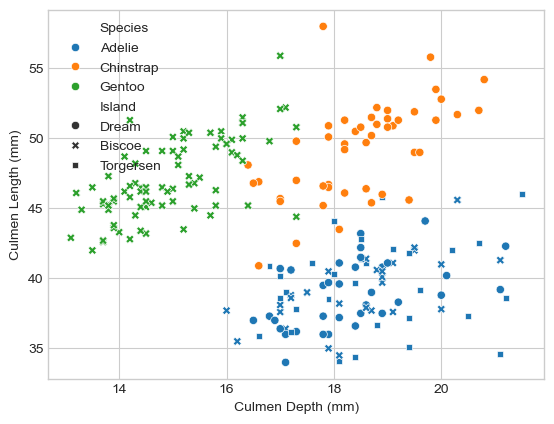 Species
Adelie
Chinstrap
Gentoo
Island
Dream
Biscoe
Torgersen
Culmen Length (mm)
55
50
45
40
35
14
16
18
20
Culmen Depth (mm)